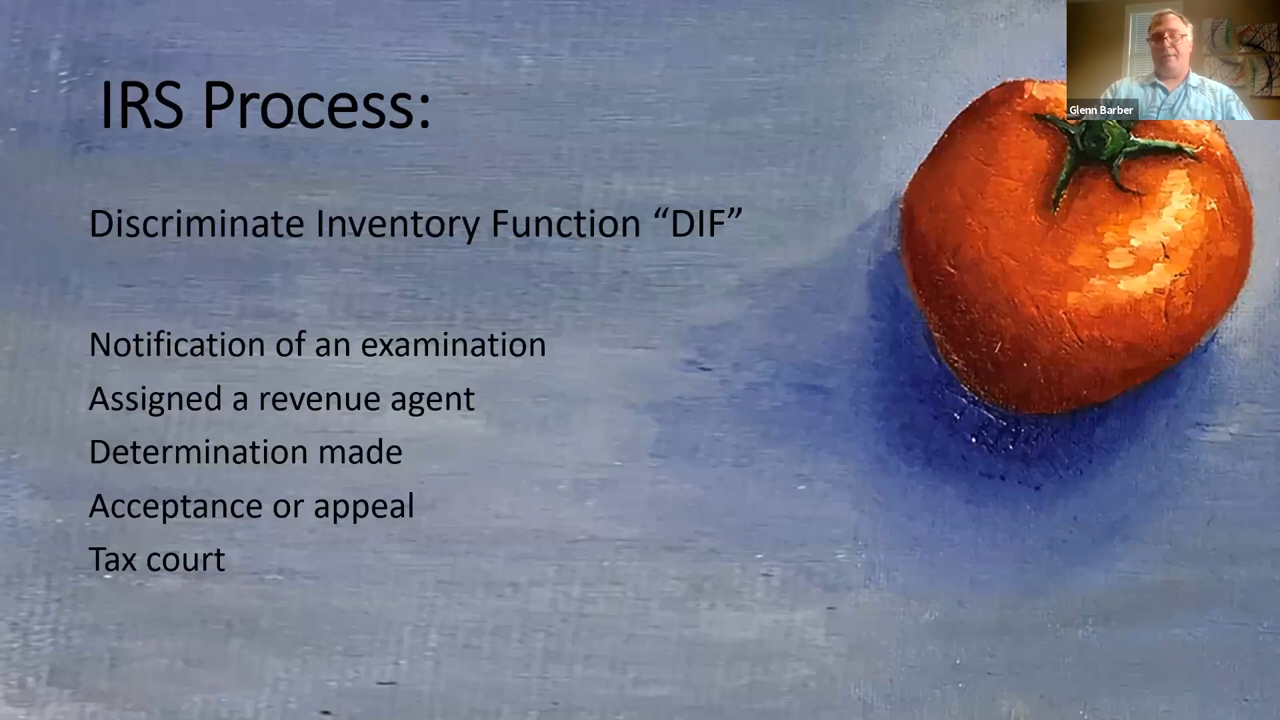 IRS Process:
Glenn Barber
Discriminate Inventory Function “DIF”
Notification of an examination
Assigned a revenue agent
Determination made
Acceptance or appeal
Tax court